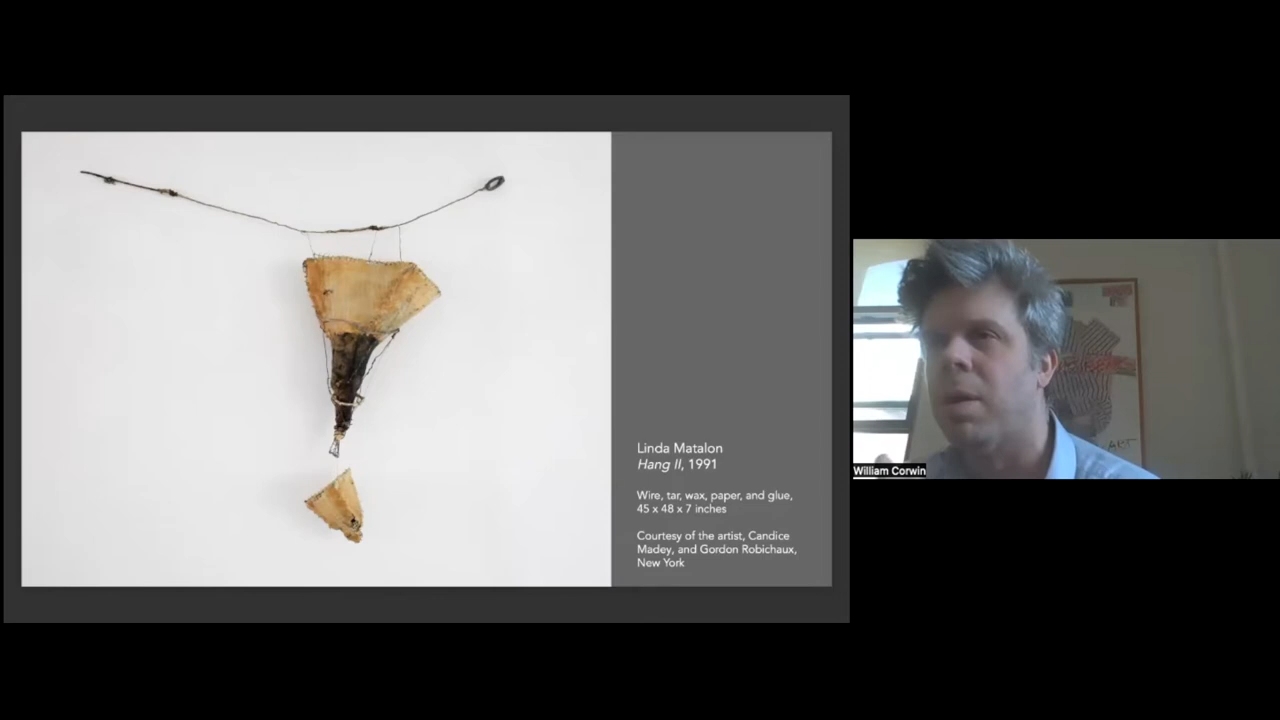 Linda Matalon
Hang II, 1991
Wire, tar, wax, paper, and glue,
45 x 48 x 7 inches
Courtesy of the artist, Candice
Madey, and Gordon Robichaux,
New York
William Corwin
ART